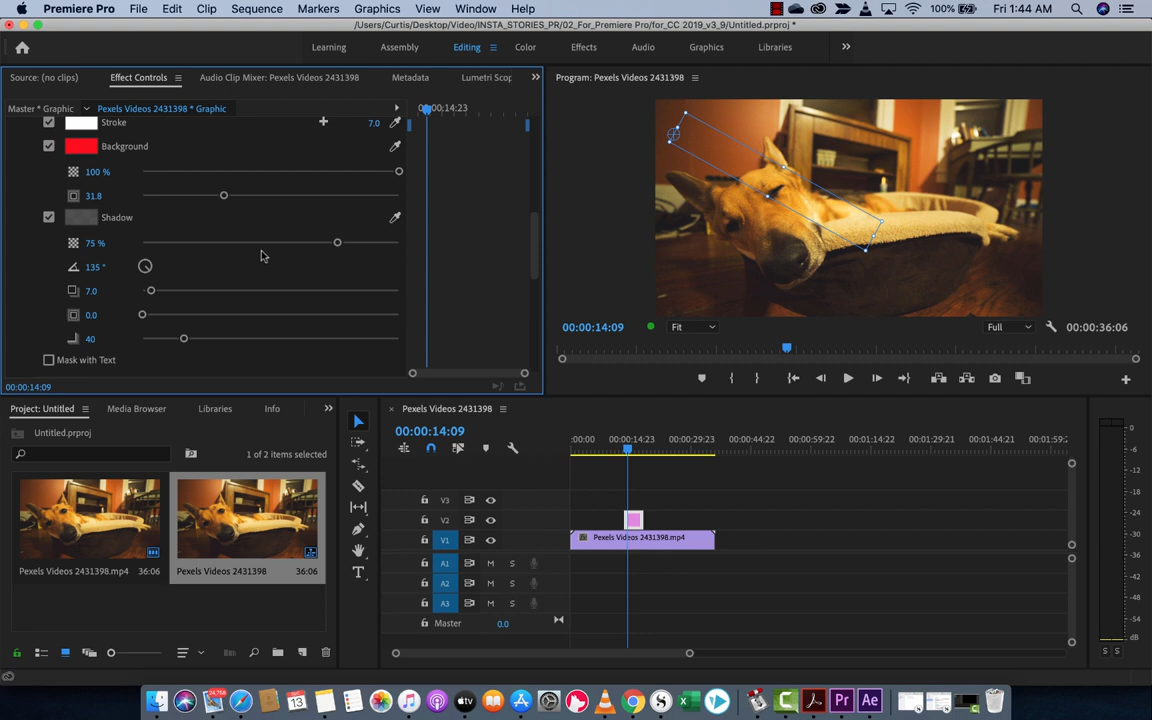 Premiere Pro File Edit Clip Sequence Markers Graphics View Window Help 100% Fri 1:44 AM
/Users/Curtis/Desktop/Video/INSTA_STORIES_PR/02_For_Premiere Pro/for_CC 2019_v3_9/Untitled.prproj *
Learning Assembly Editing Color Effects Audio Graphics Libraries
Source: (no clips) Effect Controls Audio Clip Mixer: Pexels Videos 2431398 Metadata Lumetri Scop
Program: Pexels Videos 2431398
Master * Graphic Pexels Videos 2431398 * Graphic 00:00:14:23
Stroke 7.0
Background
100 %
31.8
Shadow
75 %
135 °
7.0
0.0
40
Mask with Text
00:00:14:09
00:00:14:09 Fit Full 00:00:36:06
Project: Untitled Media Browser Libraries Info
Untitled.prproj
1 of 2 items selected
Pexels Videos 2431398.mp4 36:06 Pexels Videos 2431398 36:06
× Pexels Videos 2431398
00:00:14:09
:00:00 00:00:14:23 00:00:29:23 00:00:44:22 00:00:59:22 00:01:14:22 00:01:29:21 00:01:44:21 00:01:59:2
V3
V2
V1 Pexels Videos 2431398.mp4
A1 M S
A2 M S
A3 M S
Master 0.0
0
-6
-12
-18
-24
-30
-36
-42
-48
-54
dB
S S